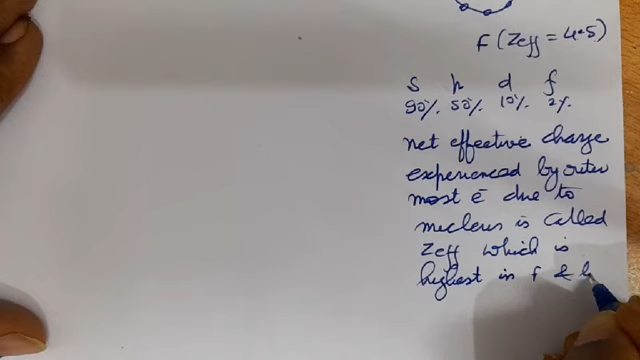 F (Zeff = 4.5)
s p d f
90%. 50%. 10%. 2%.
net effective charge
experienced by outer
most e⁻ due to
nucleus is called
Zeff which is
highest in f &